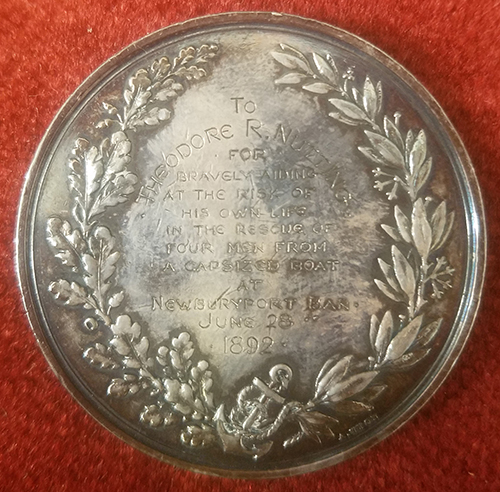 To
THEODORE R. NUTTING
· FOR ·
BRAVELY AIDING
AT THE RISK OF
HIS OWN LIFE
IN THE RESCUE OF
FOUR MEN FROM
A CAPSIZED BOAT
AT
NEWBURYPORT BAR·
JUNE 28
1892